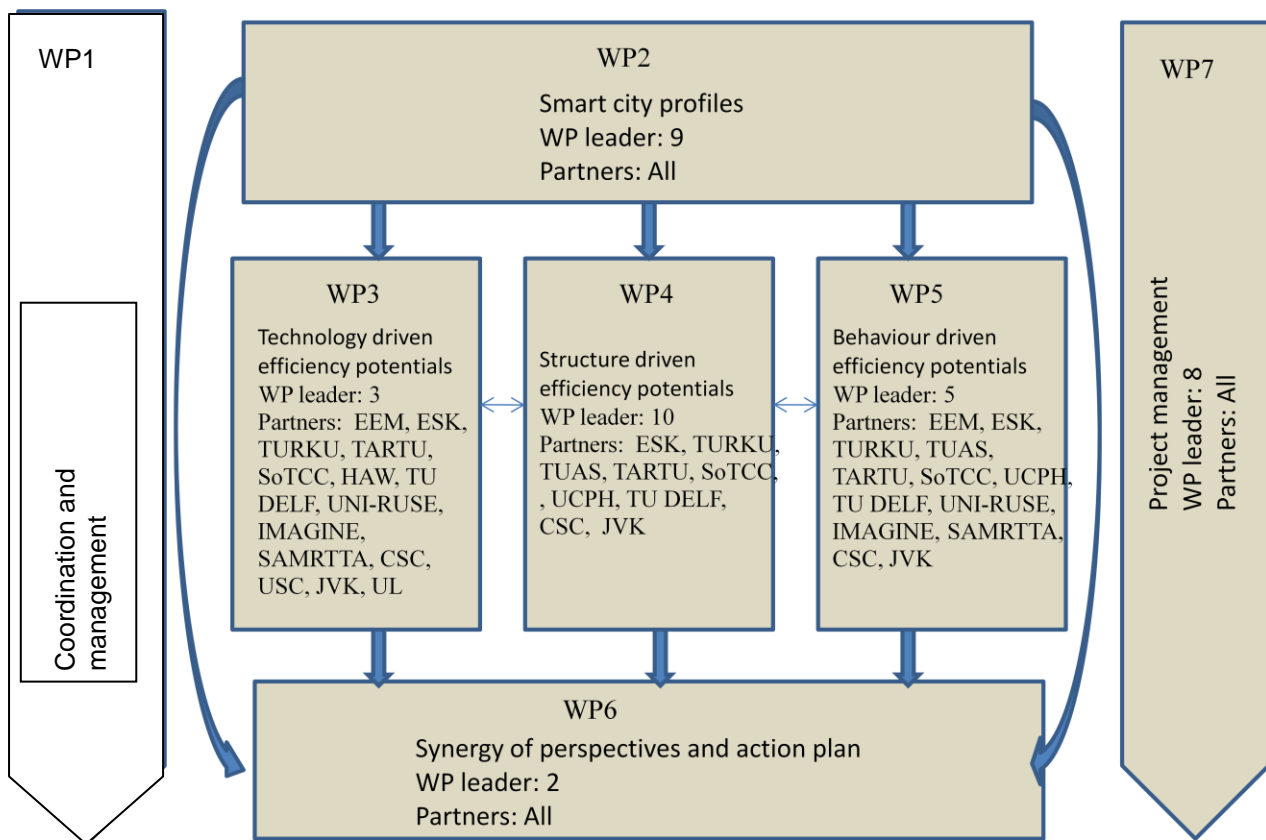 WP1
Coordination and
management
WP2
Smart city profiles
WP leader: 9
Partners: All
WP3
Technology driven
efficiency potentials
WP leader: 3
Partners: EEM, ESK,
TURKU, TARTU,
SoTCC, HAW, TU
DELF, UNI-RUSE,
IMAGINE,
SAMRTTA, CSC,
USC, JVK, UL
WP4
Structure driven
efficiency potentials
WP leader: 10
Partners: ESK, TURKU,
TUAS, TARTU, SoTCC,
, UCPH, TU DELF,
CSC, JVK
WP5
Behaviour driven
efficiency potentials
WP leader: 5
Partners: EEM, ESK,
TURKU, TUAS,
TARTU, SoTCC, UCPH,
TU DELF, UNI-RUSE,
IMAGINE, SAMRTTA,
CSC, JVK
WP6
Synergy of perspectives and action plan
WP leader: 2
Partners: All
WP7
Project management
WP leader: 8
Partners: All